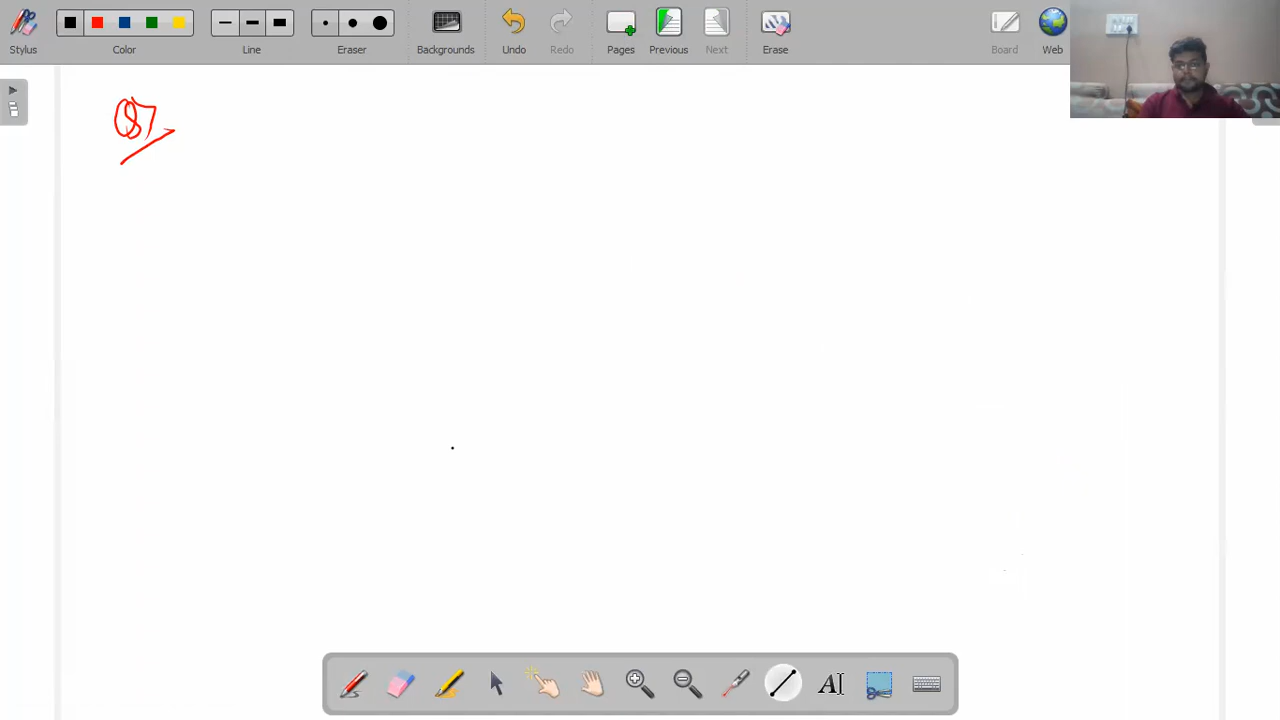 Stylus
Color
Line
Eraser
Backgrounds
Undo
Redo
Pages
Previous
Next
Erase
Board
Web
Q7